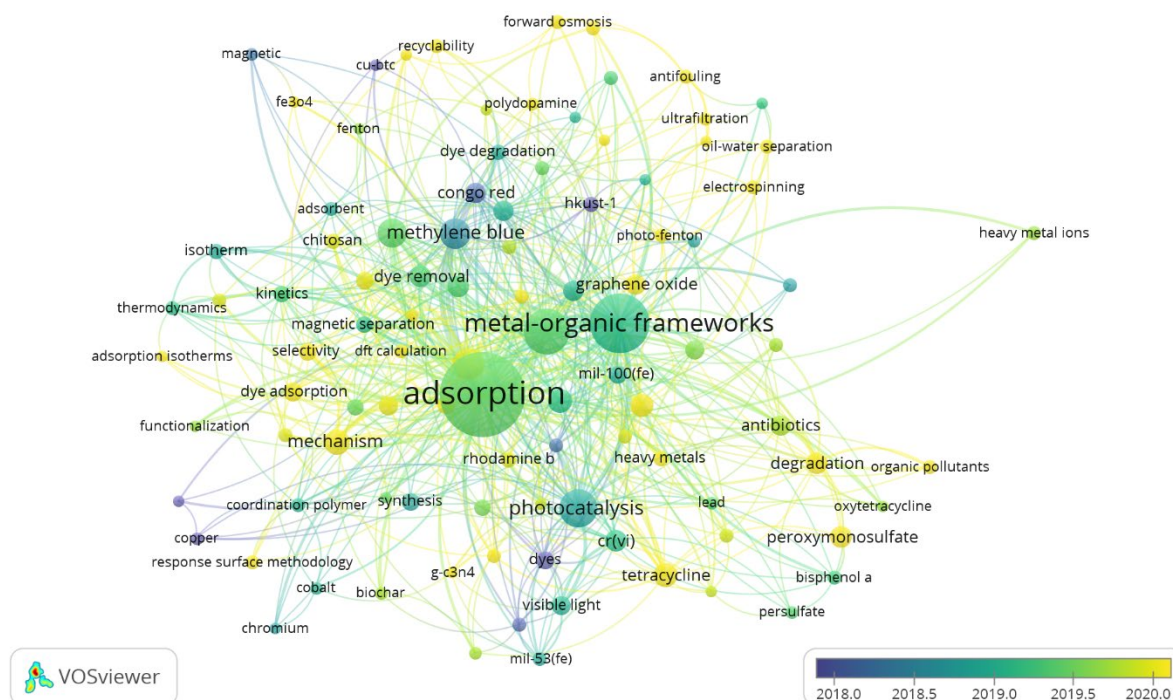 forward osmosis
magnetic
recyclability
cu-btc
antifouling
fe3o4
polydopamine
ultrafiltration
fenton
oil-water separation
dye degradation
electrospinning
congo red
hkust-1
adsorbent
methylene blue
photo-fenton
heavy metal ions
chitosan
isotherm
dye removal
graphene oxide
kinetics
thermodynamics
magnetic separation
metal-organic frameworks
adsorption isotherms
selectivity
dft calculation
mil-100(fe)
dye adsorption
adsorption
functionalization
antibiotics
mechanism
rhodamine b
heavy metals
degradation
organic pollutants
coordination polymer
synthesis
photocatalysis
lead
oxytetracycline
copper
cr(vi)
peroxymonosulfate
response surface methodology
dyes
g-c3n4
tetracycline
bisphenol a
cobalt
biochar
visible light
persulfate
chromium
mil-53(fe)
VOSviewer
2018.0 2018.5 2019.0 2019.5 2020.0